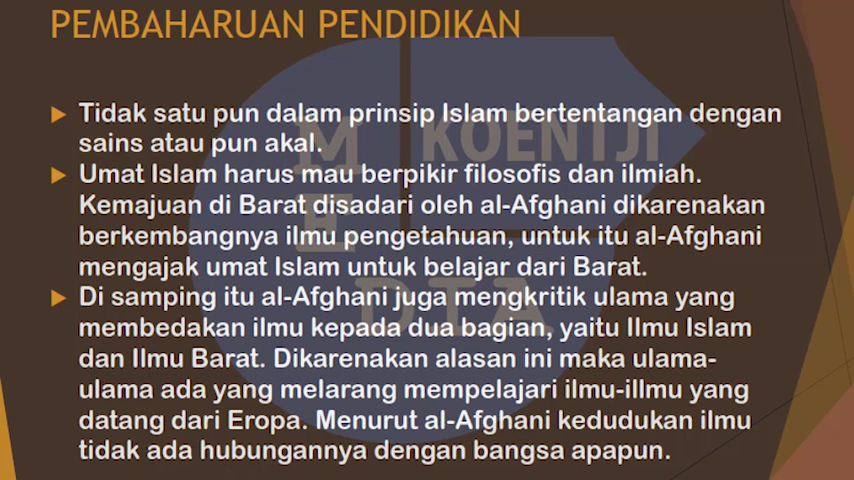 PEMBAHARUAN PENDIDIKAN
Tidak satu pun dalam prinsip Islam bertentangan dengan
sains atau pun akal.
Umat Islam harus mau berpikir filosofis dan ilmiah.
Kemajuan di Barat disadari oleh al-Afghani dikarenakan
berkembangnya ilmu pengetahuan, untuk itu al-Afghani
mengajak umat Islam untuk belajar dari Barat.
Di samping itu al-Afghani juga mengkritik ulama yang
membedakan ilmu kepada dua bagian, yaitu Ilmu Islam
dan Ilmu Barat. Dikarenakan alasan ini maka ulama-
ulama ada yang melarang mempelajari ilmu-illmu yang
datang dari Eropa. Menurut al-Afghani kedudukan ilmu
tidak ada hubungannya dengan bangsa apapun.
KOENTJI